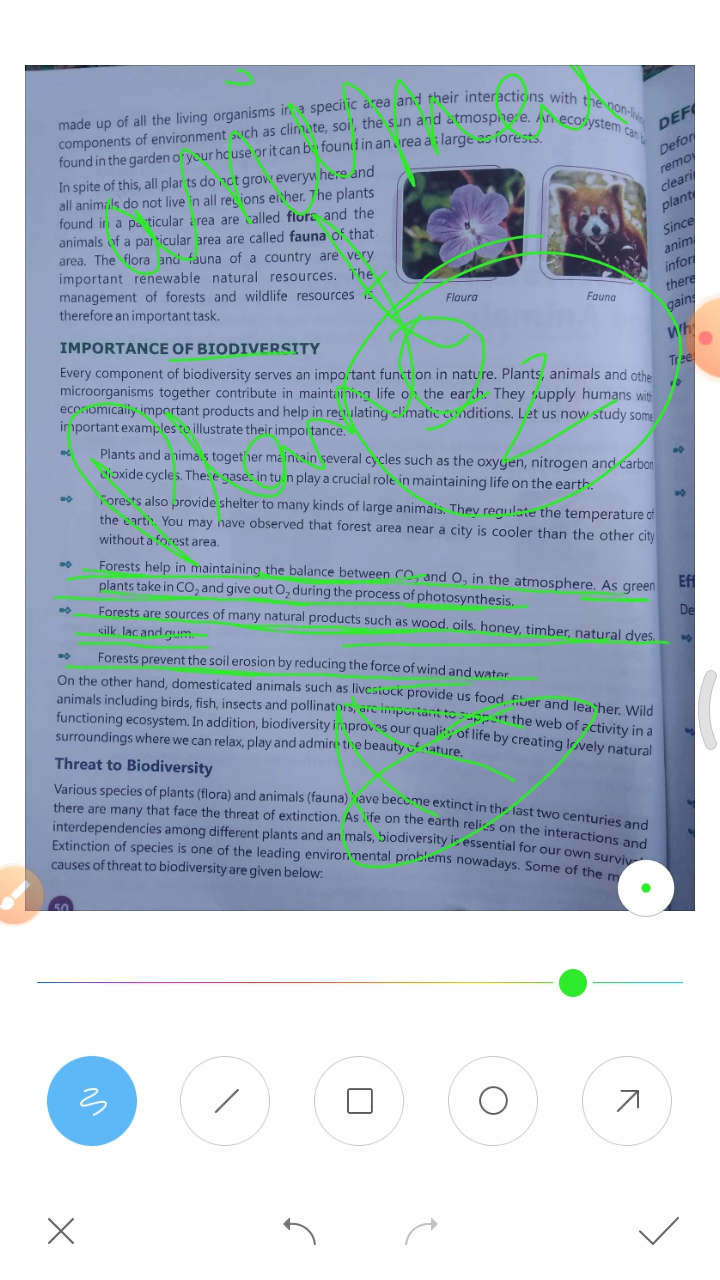 made up of all the living organisms in a specific area and their interactions with the non-living
components of environment such as climate, soil, the sun and atmosphere. An ecosystem can
found in the garden of your house or it can be found in an area as large as forests.
In spite of this, all plants do not grow everywhere and
all animals do not live in all regions either. The plants
found in a particular area are called flora and the
animals of a particular area are called fauna of that
area. The flora and fauna of a country are very
important renewable natural resources. The
management of forests and wildlife resources is
therefore an important task.
Flaura
Fauna
IMPORTANCE OF BIODIVERSITY
Every component of biodiversity serves an important function in nature. Plants, animals and othe
microorganisms together contribute in maintaining life on the earth. They supply humans with
economically important products and help in regulating climatic conditions. Let us now study some
important examples to illustrate their importance.
Plants and animals together maintain several cycles such as the oxygen, nitrogen and carbon
dioxide cycles. These gases in turn play a crucial role in maintaining life on the earth.
Forests also provide shelter to many kinds of large animals. They regulate the temperature of
the earth. You may have observed that forest area near a city is cooler than the other city
without a forest area.
Forests help in maintaining the balance between CO₂ and O₂ in the atmosphere. As green
plants take in CO₂ and give out O₂ during the process of photosynthesis.
Forests are sources of many natural products such as wood, oils, honey, timber, natural dyes,
silk, lac and gum.
Forests prevent the soil erosion by reducing the force of wind and water
On the other hand, domesticated animals such as livestock provide us food, fiber and leather. Wild
animals including birds, fish, insects and pollinators, are important to support the web of activity in a
functioning ecosystem. In addition, biodiversity improves our quality of life by creating lovely natural
surroundings where we can relax, play and admire the beauty of nature.
Threat to Biodiversity
Various species of plants (flora) and animals (fauna) have become extinct in the last two centuries and
there are many that face the threat of extinction. As life on the earth relies on the interactions and
interdependencies among different plants and animals, biodiversity is essential for our own surviv
Extinction of species is one of the leading environmental problems nowadays. Some of the m
causes of threat to biodiversity are given below:
50
DEFO
Defor
remov
cleari
plante
Since
anim
infor
there
gains
Why
Tree
Eff
De
Plant
O2